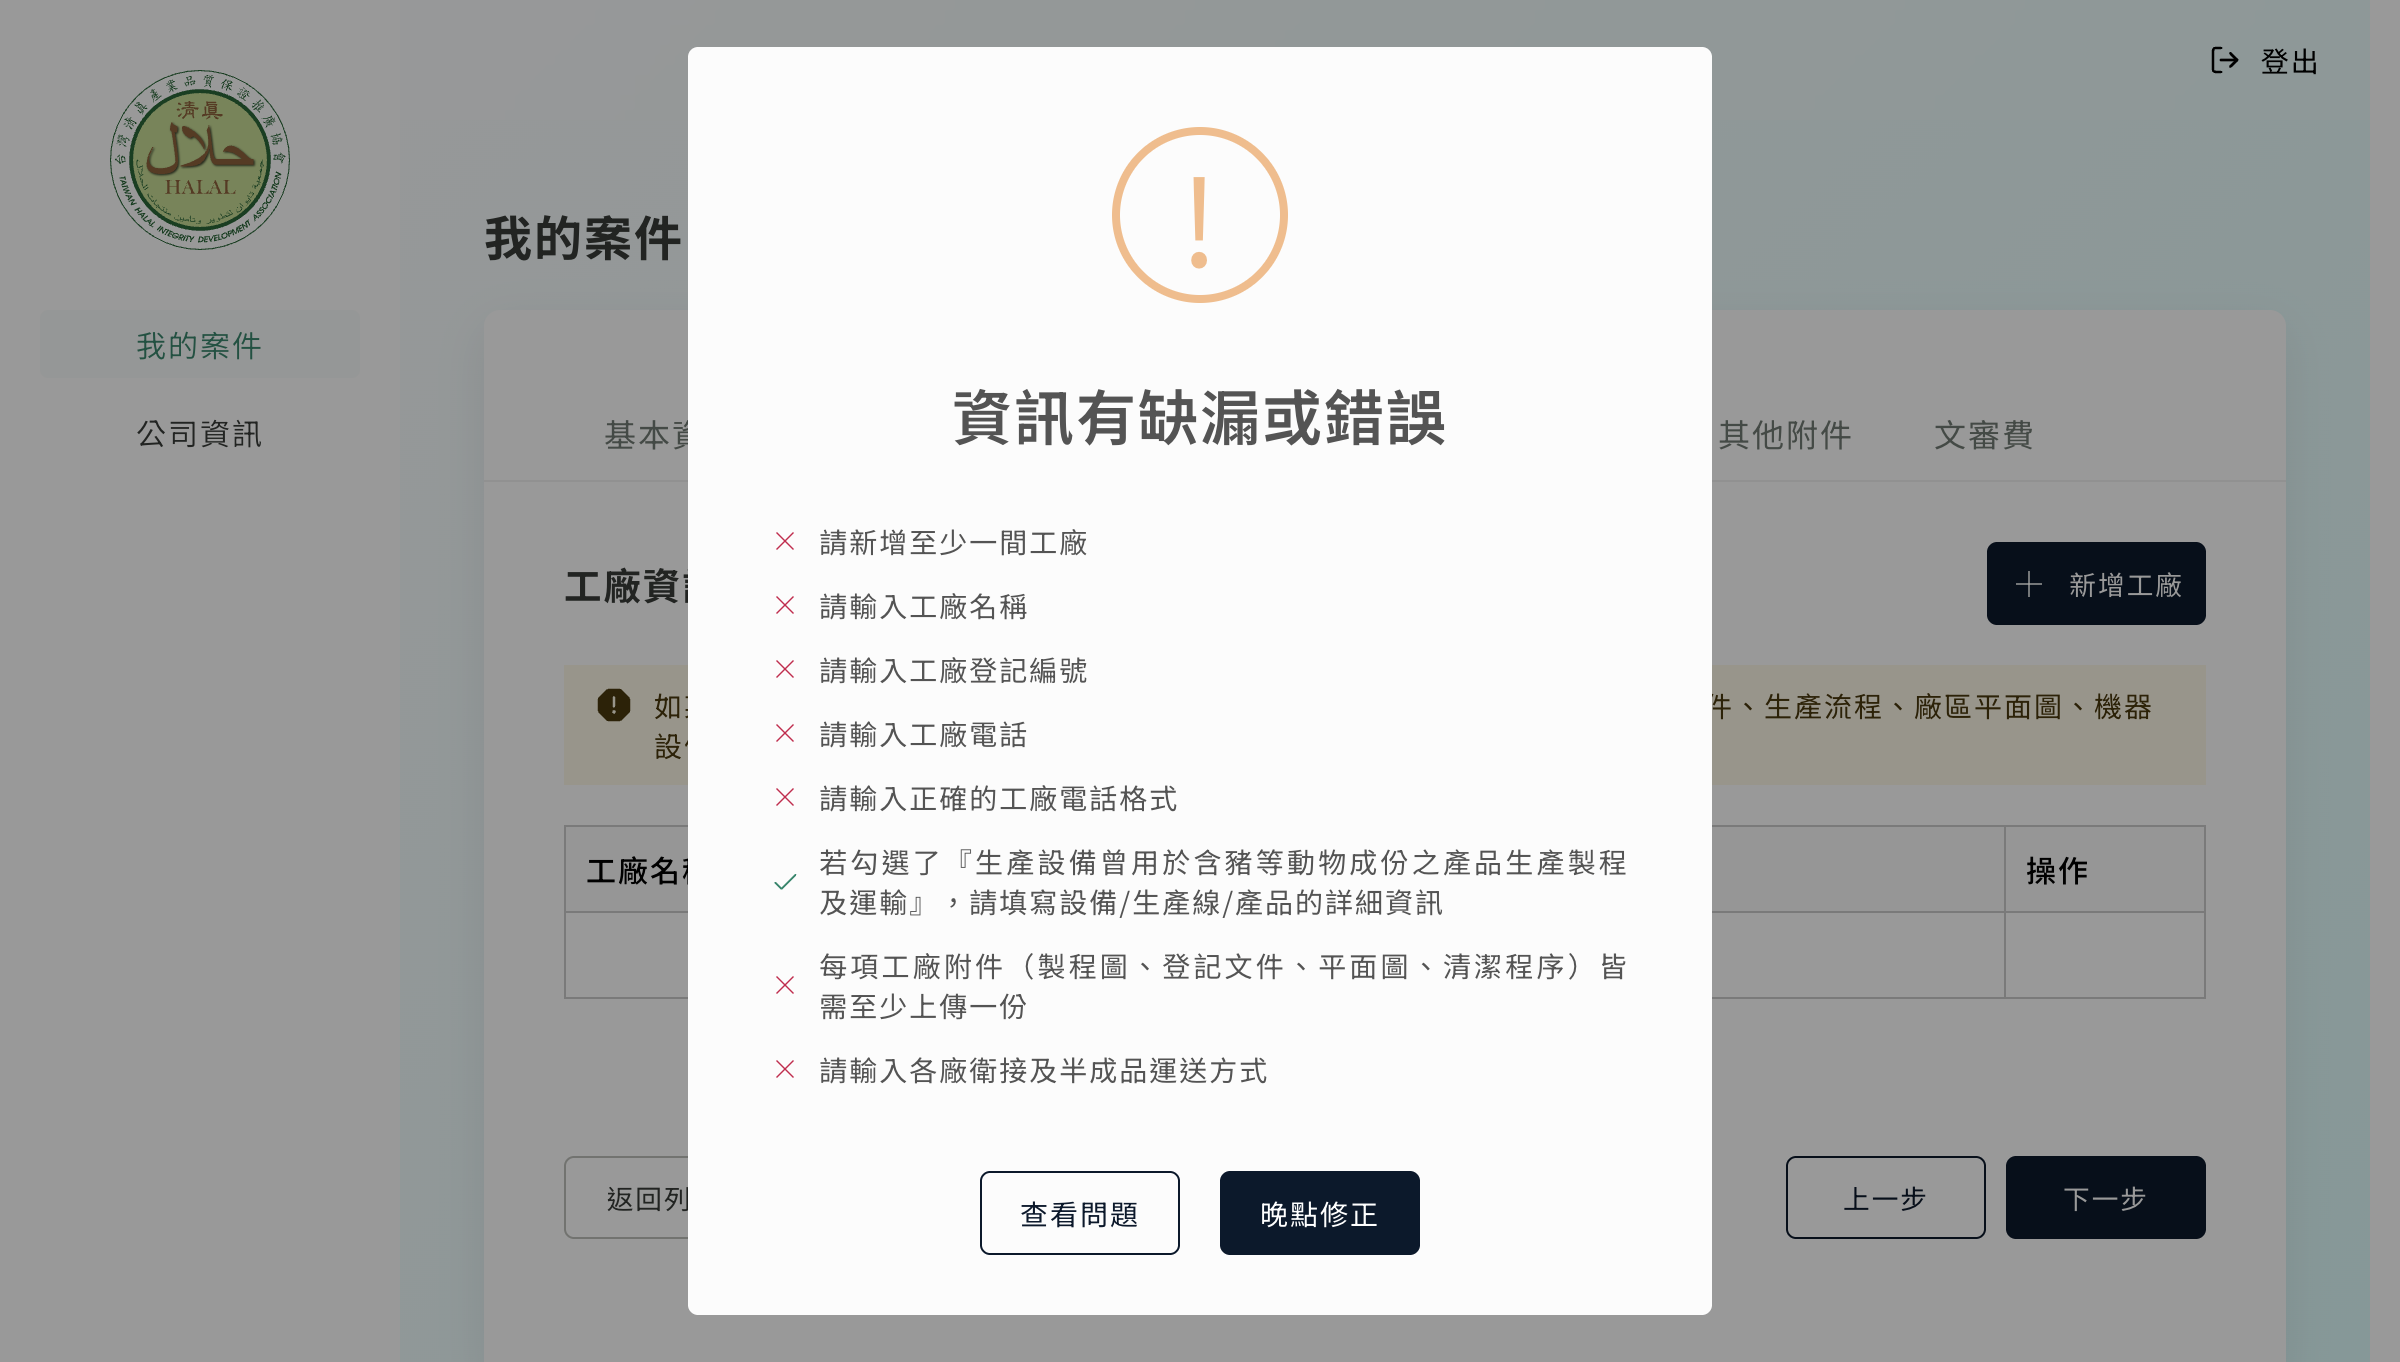 台灣清真產業品質保證推廣協會
清真
حلال
HALAL
TAIWAN HALAL INTEGRITY DEVELOPMENT ASSOCIATION
登出
我的案件
我的案件
公司資訊
基本資
其他附件
文審費
工廠資訊
新增工廠
件、生產流程、廠區平面圖、機器
設
工廠名稱
操作
返回列
上一步
下一步
資訊有缺漏或錯誤
請新增至少一間工廠
請輸入工廠名稱
請輸入工廠登記編號
請輸入工廠電話
請輸入正確的工廠電話格式
若勾選了『生產設備曾用於含豬等動物成份之產品生產製程
及運輸』，請填寫設備/生產線/產品的詳細資訊
每項工廠附件（製程圖、登記文件、平面圖、清潔程序）皆
需至少上傳一份
請輸入各廠銜接及半成品運送方式
查看問題
晚點修正